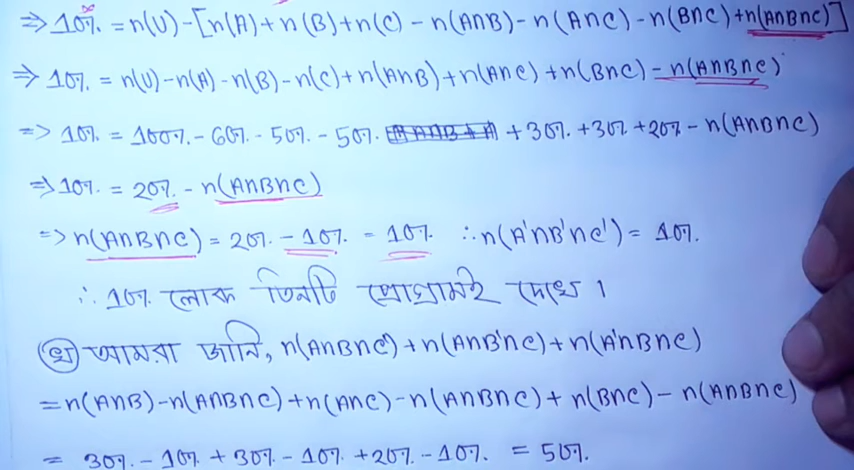 ⇒ 10% = n(U) - [n(A) + n(B) + n(C) - n(A∩B) - n(A∩C) - n(B∩C) + n(A∩B∩C)]
⇒ 10% = n(U) - n(A) - n(B) - n(C) + n(A∩B) + n(A∩C) + n(B∩C) - n(A∩B∩C)
⇒ 10% = 100% - 60% - 50% - 50% + 30% + 30% + 20% - n(A∩B∩C)
⇒ 10% = 20% - n(A∩B∩C)
⇒ n(A∩B∩C) = 20% - 10% = 10% ∴ n(A'∩B'∩C') = 10%.
∴ 10% লোক তিনটি প্রোগ্রামই দেখে।
(খ) আমরা জানি, n(A∩B∩C') + n(A∩B'∩C) + n(A'∩B∩C)
= n(A∩B) - n(A∩B∩C) + n(A∩C) - n(A∩B∩C) + n(B∩C) - n(A∩B∩C)
= 30% - 10% + 30% - 10% + 20% - 10% = 50%.